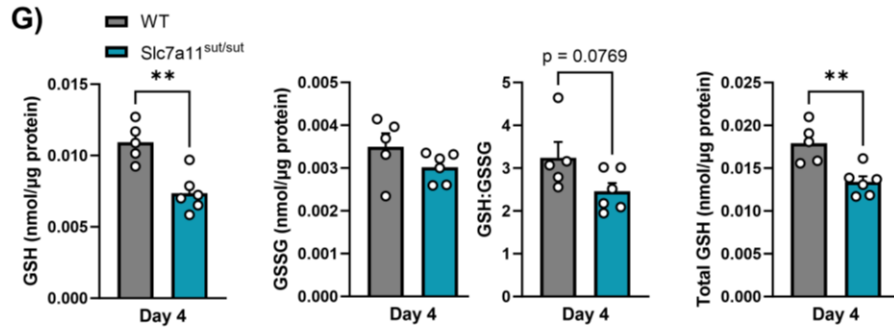 G)
WT
Slc7a11sut/sut
GSH (nmol/µg protein)
0.015
0.010
0.005
0.000
**
Day 4
GSSG (nmol/µg protein)
0.005
0.004
0.003
0.002
0.001
0.000
Day 4
GSH:GSSG
5
4
3
2
1
0
p = 0.0769
Day 4
Total GSH (nmol/µg protein)
0.025
0.020
0.015
0.010
0.005
0.000
**
Day 4